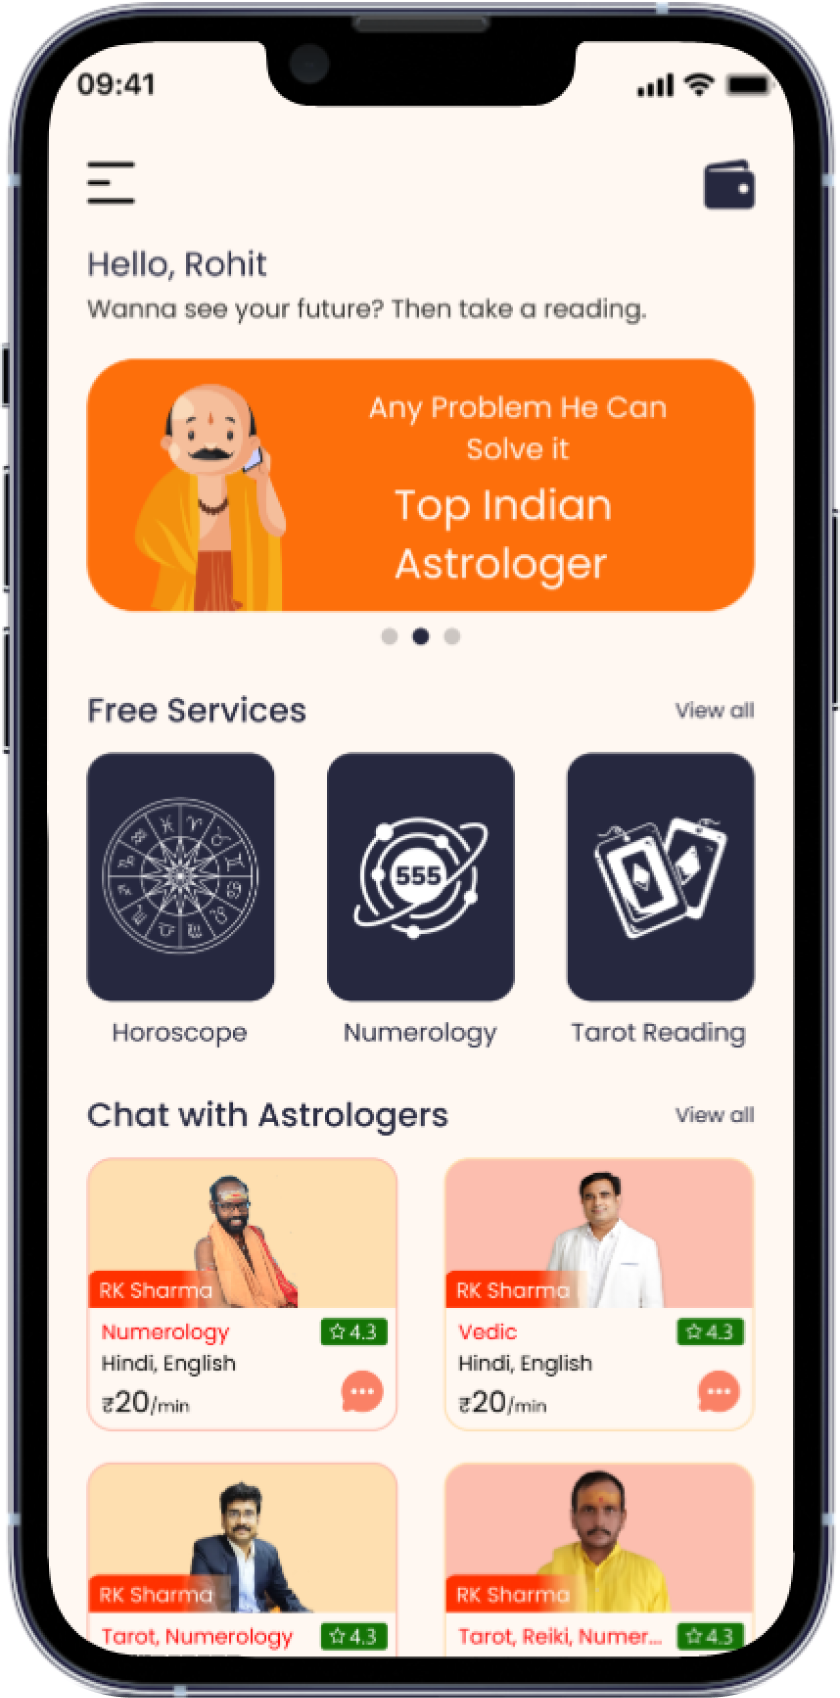 09:41
Hello, Rohit
Wanna see your future? Then take a reading.
Any Problem He Can
Solve it
Top Indian
Astrologer
Free Services
View all
555
Horoscope
Numerology
Tarot Reading
Chat with Astrologers
View all
RK Sharma
Numerology
4.3
Hindi, English
₹20/min
RK Sharma
Vedic
4.3
Hindi, English
₹20/min
RK Sharma
Tarot, Numerology
4.3
RK Sharma
Tarot, Reiki, Numer...
4.3